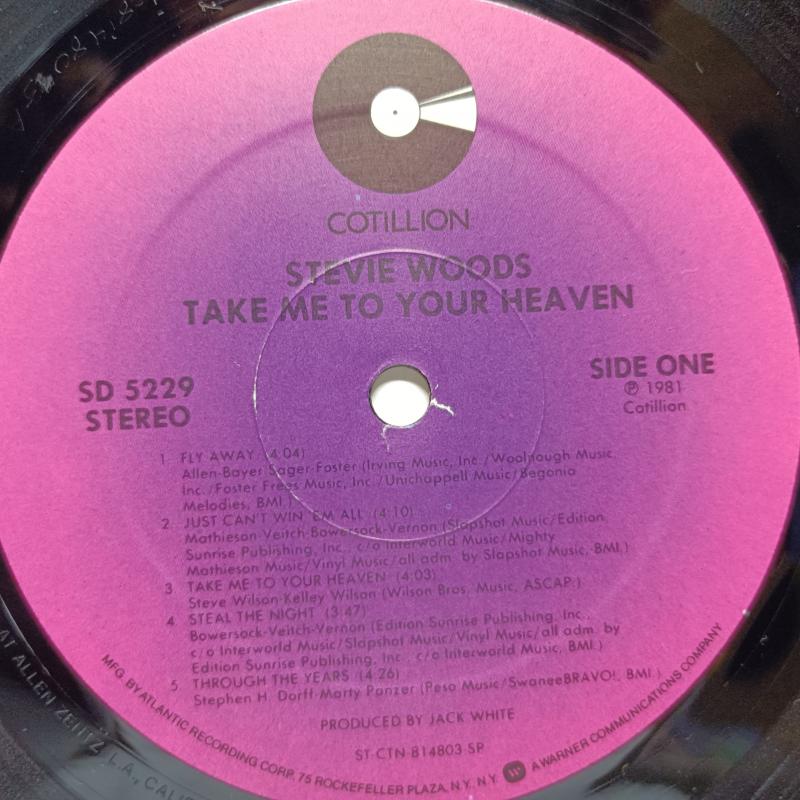 COTILLION
STEVIE WOODS
TAKE ME TO YOUR HEAVEN
SD 5229
STEREO
SIDE ONE
℗ 1981
Cotillion
1. FLY AWAY (4:04)
Allen-Bayer Sager-Foster (Irving Music, Inc./Woolnough Music,
Inc./Foster Frees Music, Inc./Unichappell Music/Begonia
Melodies, BMI.)
2. JUST CAN'T WIN 'EM ALL (4:10)
Mathieson-Veitch-Bowersock-Vernon (Slapshot Music/Edition
Sunrise Publishing, Inc., c/o Interworld Music/Mighty
Mathieson Music/Vinyl Music/all adm. by Slapshot Music, BMI.)
3. TAKE ME TO YOUR HEAVEN (4:03)
Steve Wilson-Kelley Wilson (Wilson Bros. Music, ASCAP.)
4. STEAL THE NIGHT (3:47)
Bowersock-Veitch-Vernon (Edition Sunrise Publishing, Inc.,
c/o Interworld Music/Slapshot Music/Vinyl Music/all adm. by
Edition Sunrise Publishing, Inc., c/o Interworld Music, BMI.)
5. THROUGH THE YEARS (4:26)
Stephen H. Dorff-Marty Panzer (Peso Music/SwaneeBRAVO!, BMI.)
PRODUCED BY JACK WHITE
ST-CTN-814803-SP
MFG. BY ATLANTIC RECORDING CORP., 75 ROCKEFELLER PLAZA, N.Y. N.Y. A WARNER COMMUNICATIONS COMPANY
AT ALLEN ZENTZ L.A., CALIF